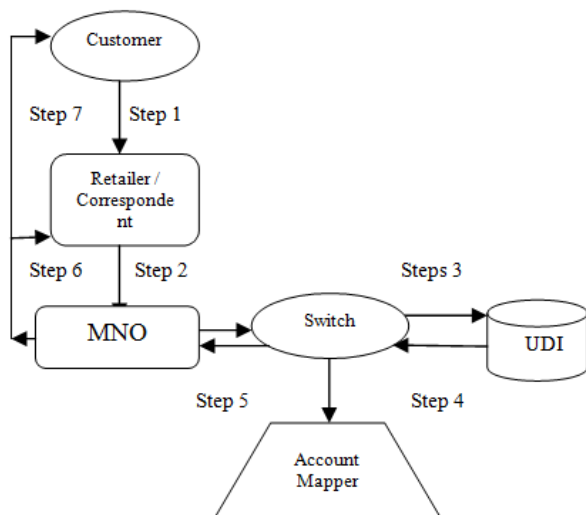 Customer
Step 7
Step 1
Retailer /
Corresponde
nt
Step 6
Step 2
Steps 3
MNO
Switch
UDI
Step 5
Step 4
Account
Mapper